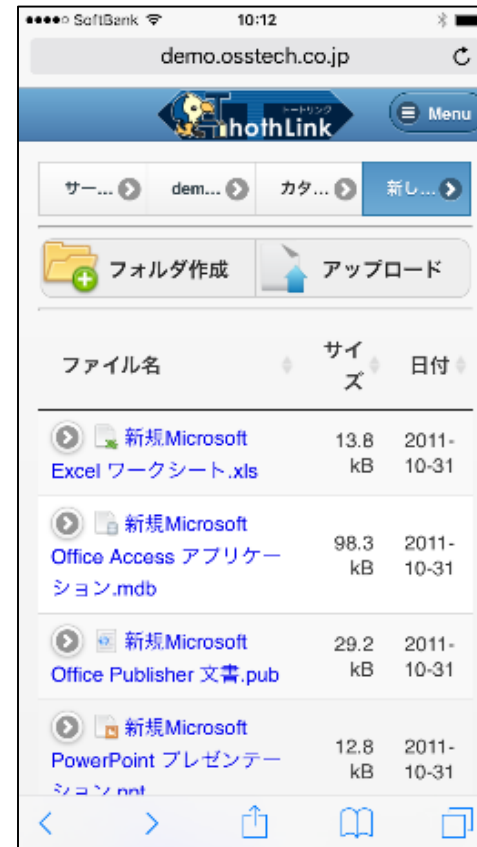 SoftBank 10:12
demo.osstech.co.jp
トートリンク
ThothLink
Menu
サー... dem... カタ... 新し...
フォルダ作成 アップロード
ファイル名 サイズ 日付
新規Microsoft Excel ワークシート.xls 13.8 kB 2011-10-31
新規Microsoft Office Access アプリケーション.mdb 98.3 kB 2011-10-31
新規Microsoft Office Publisher 文書.pub 29.2 kB 2011-10-31
新規Microsoft PowerPoint プレゼンテーション.ppt 12.8 kB 2011-10-31